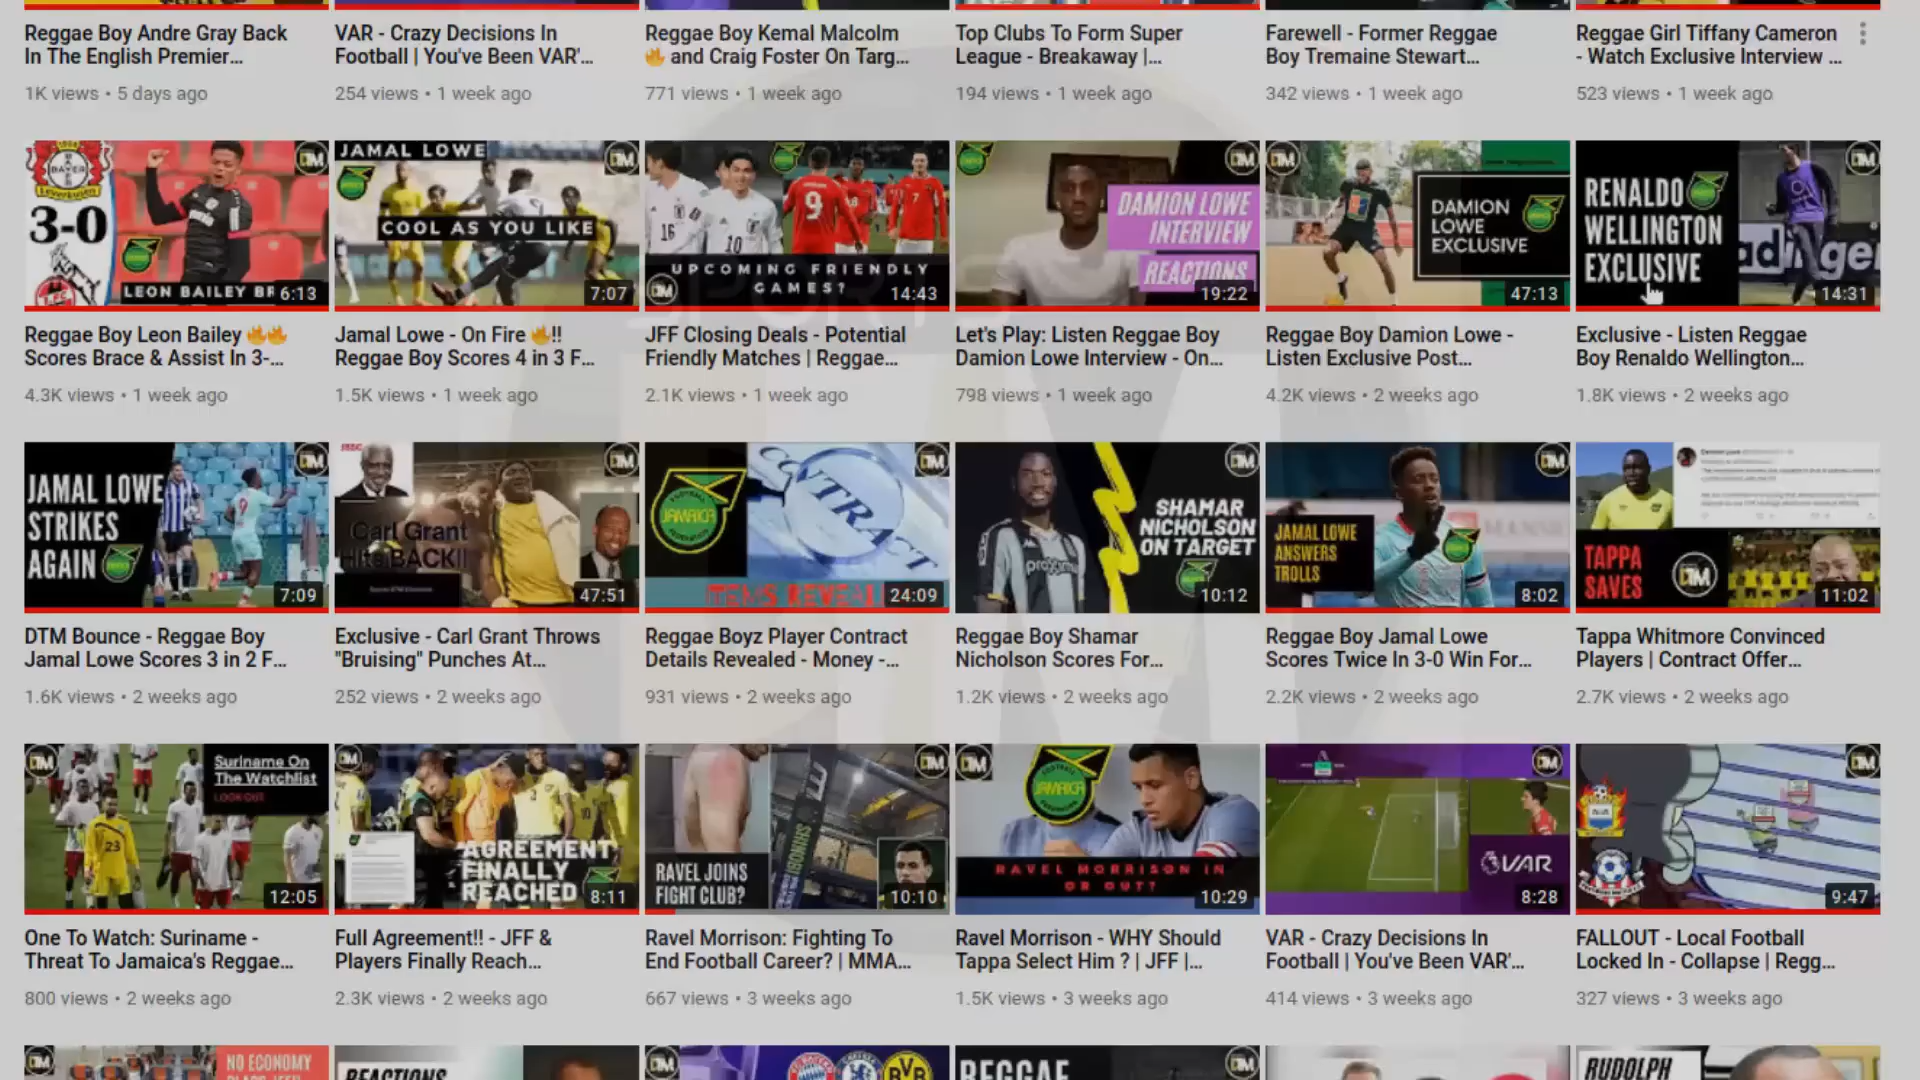 Reggae Boy Andre Gray Back
In The English Premier...
1K views • 5 days ago
VAR - Crazy Decisions In
Football | You've Been VAR'...
254 views • 1 week ago
Reggae Boy Kemal Malcolm
🔥 and Craig Foster On Targ...
771 views • 1 week ago
Top Clubs To Form Super
League - Breakaway |...
194 views • 1 week ago
Farewell - Former Reggae
Boy Tremaine Stewart...
342 views • 1 week ago
Reggae Girl Tiffany Cameron
- Watch Exclusive Interview ...
523 views • 1 week ago
3-0
LEON BAILEY BR
6:13
Reggae Boy Leon Bailey 🔥🔥
Scores Brace & Assist In 3-...
4.3K views • 1 week ago
JAMAL LOWE
COOL AS YOU LIKE
7:07
Jamal Lowe - On Fire 🔥!!
Reggae Boy Scores 4 in 3 F...
1.5K views • 1 week ago
16
10
9
8
7
UPCOMING FRIENDLY
GAMES?
14:43
JFF Closing Deals - Potential
Friendly Matches | Reggae...
2.1K views • 1 week ago
DAMION LOWE
INTERVIEW
REACTIONS
19:22
Let's Play: Listen Reggae Boy
Damion Lowe Interview - On...
798 views • 1 week ago
DAMION
LOWE
EXCLUSIVE
47:13
Reggae Boy Damion Lowe -
Listen Exclusive Post...
4.2K views • 2 weeks ago
RENALDO
WELLINGTON
EXCLUSIVE
14:31
Exclusive - Listen Reggae
Boy Renaldo Wellington...
1.8K views • 2 weeks ago
JAMAL LOWE
STRIKES
AGAIN
9
7:09
DTM Bounce - Reggae Boy
Jamal Lowe Scores 3 in 2 F...
1.6K views • 2 weeks ago
Carl Grant
Hits BACK!!
47:51
Exclusive - Carl Grant Throws
"Bruising" Punches At...
252 views • 2 weeks ago
JAMAICA
CONTRACT
ITEMS REVEAL
24:09
Reggae Boyz Player Contract
Details Revealed - Money -...
931 views • 2 weeks ago
SHAMAR
NICHOLSON
ON TARGET
10:12
Reggae Boy Shamar
Nicholson Scores For...
1.2K views • 2 weeks ago
JAMAL LOWE
ANSWERS
TROLLS
8:02
Reggae Boy Jamal Lowe
Scores Twice In 3-0 Win For...
2.2K views • 2 weeks ago
TAPPA
SAVES
DTM
11:02
Tappa Whitmore Convinced
Players | Contract Offer...
2.7K views • 2 weeks ago
Suriname On
The Watchlist
LOOK OUT
23
12:05
One To Watch: Suriname -
Threat To Jamaica's Reggae...
800 views • 2 weeks ago
AGREEMENT
FINALLY
REACHED
8:11
Full Agreement!! - JFF &
Players Finally Reach...
2.3K views • 2 weeks ago
RAVEL JOINS
FIGHT CLUB?
10:10
Ravel Morrison: Fighting To
End Football Career? | MMA...
667 views • 3 weeks ago
JAMAICA
RAVEL MORRISON IN
OR OUT?
10:29
Ravel Morrison - WHY Should
Tappa Select Him ? | JFF |...
1.5K views • 3 weeks ago
VAR
8:28
VAR - Crazy Decisions In
Football | You've Been VAR'...
414 views • 3 weeks ago
9:47
FALLOUT - Local Football
Locked In - Collapse | Regg...
327 views • 3 weeks ago
NO ECONOMY
REACTIONS
REGGAE
RUDOLPH